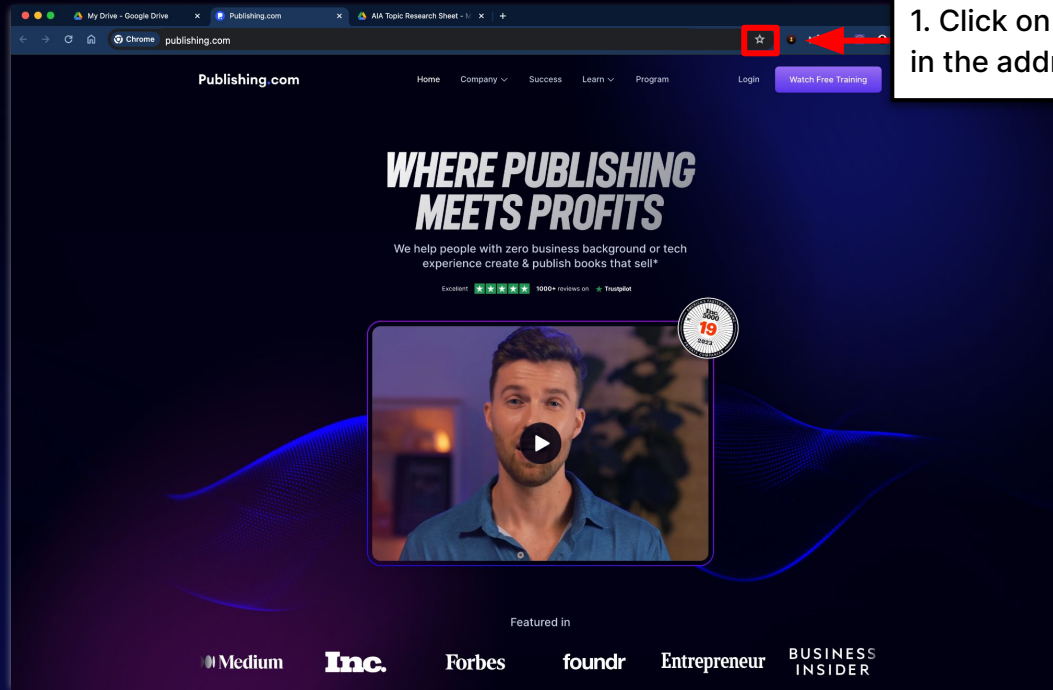 My Drive - Google Drive
Publishing.com
AIA Topic Research Sheet - M
Chrome publishing.com
1. Click on
in the addr
Publishing.com
Home Company Success Learn Program Login Watch Free Training
WHERE PUBLISHING
MEETS PROFITS
We help people with zero business background or tech
experience create & publish books that sell*
Excellent 1000+ reviews on Trustpilot
Inc.
5000
19
2023
Featured in
Medium Inc. Forbes foundr Entrepreneur BUSINESS
INSIDER